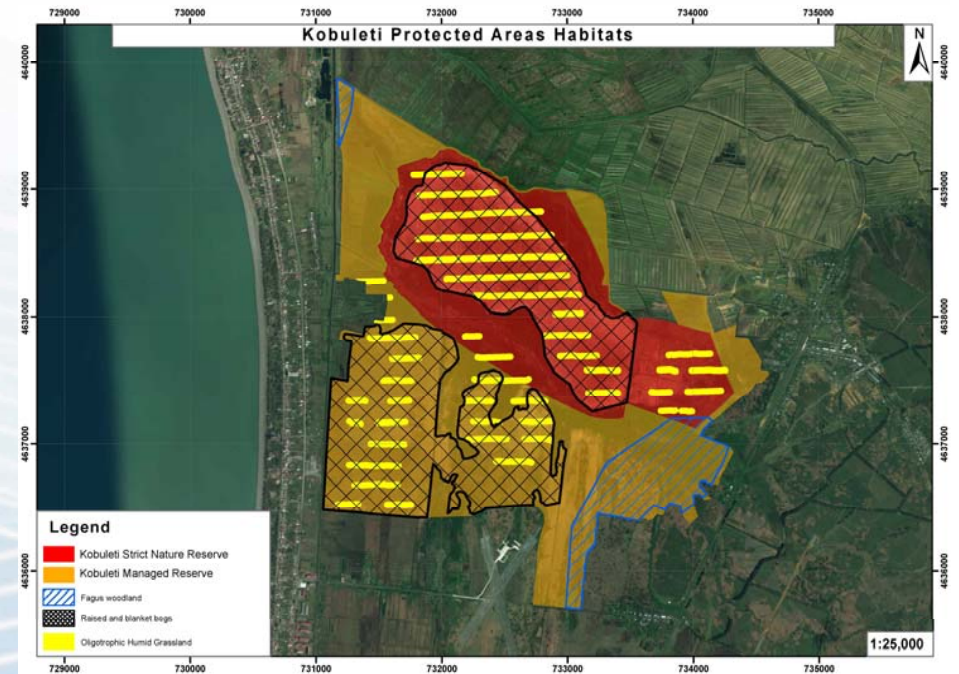 729000 730000 731000 732000 733000 734000 735000
Kobuleti Protected Areas Habitats
N
4640000 4640000
4639000 4639000
4638000 4638000
4637000 4637000
4636000 4636000
Legend
Kobuleti Strict Nature Reserve
Kobuleti Managed Reserve
Fagus woodland
Raised and blanket bogs
Oligotrophic Humid Grassland
1:25,000
729000 730000 731000 732000 733000 734000 735000